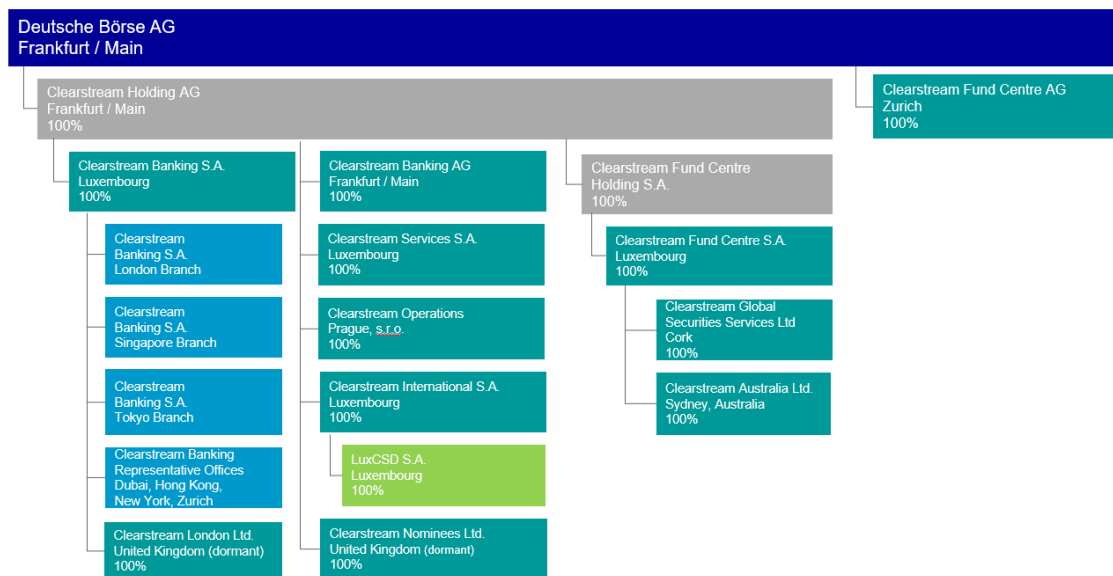 Deutsche Börse AG
Frankfurt / Main
Clearstream Holding AG
Frankfurt / Main
100%
Clearstream Fund Centre AG
Zurich
100%
Clearstream Banking S.A.
Luxembourg
100%
Clearstream
Banking S.A.
London Branch
Clearstream
Banking S.A.
Singapore Branch
Clearstream
Banking S.A.
Tokyo Branch
Clearstream Banking
Representative Offices
Dubai, Hong Kong,
New York, Zurich
Clearstream London Ltd.
United Kingdom (dormant)
100%
Clearstream Banking AG
Frankfurt / Main
100%
Clearstream Services S.A.
Luxembourg
100%
Clearstream Operations
Prague, s.r.o.
100%
Clearstream International S.A.
Luxembourg
100%
LuxCSD S.A.
Luxembourg
100%
Clearstream Nominees Ltd.
United Kingdom (dormant)
100%
Clearstream Fund Centre
Holding S.A.
100%
Clearstream Fund Centre S.A.
Luxembourg
100%
Clearstream Global
Securities Services Ltd
Cork
100%
Clearstream Australia Ltd.
Sydney, Australia
100%